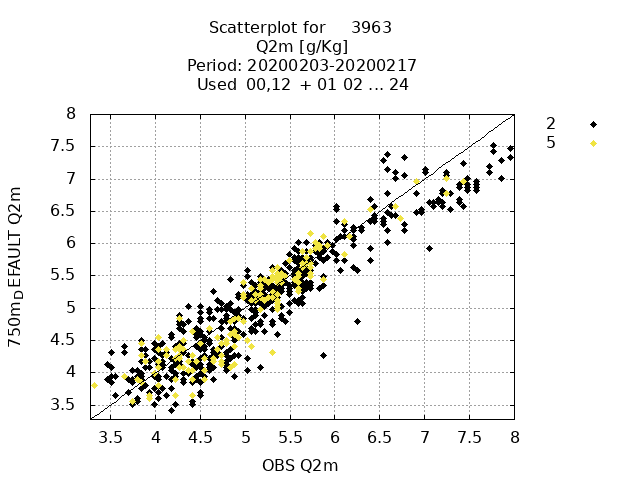 Scatterplot for 3963
Q2m [g/Kg]
Period: 20200203-20200217
Used 00,12 + 01 02 ... 24
2
5
8
7.5
7
6.5
6
5.5
5
4.5
4
3.5
750mDEFAULT Q2m
3.5 4 4.5 5 5.5 6 6.5 7 7.5 8
OBS Q2m